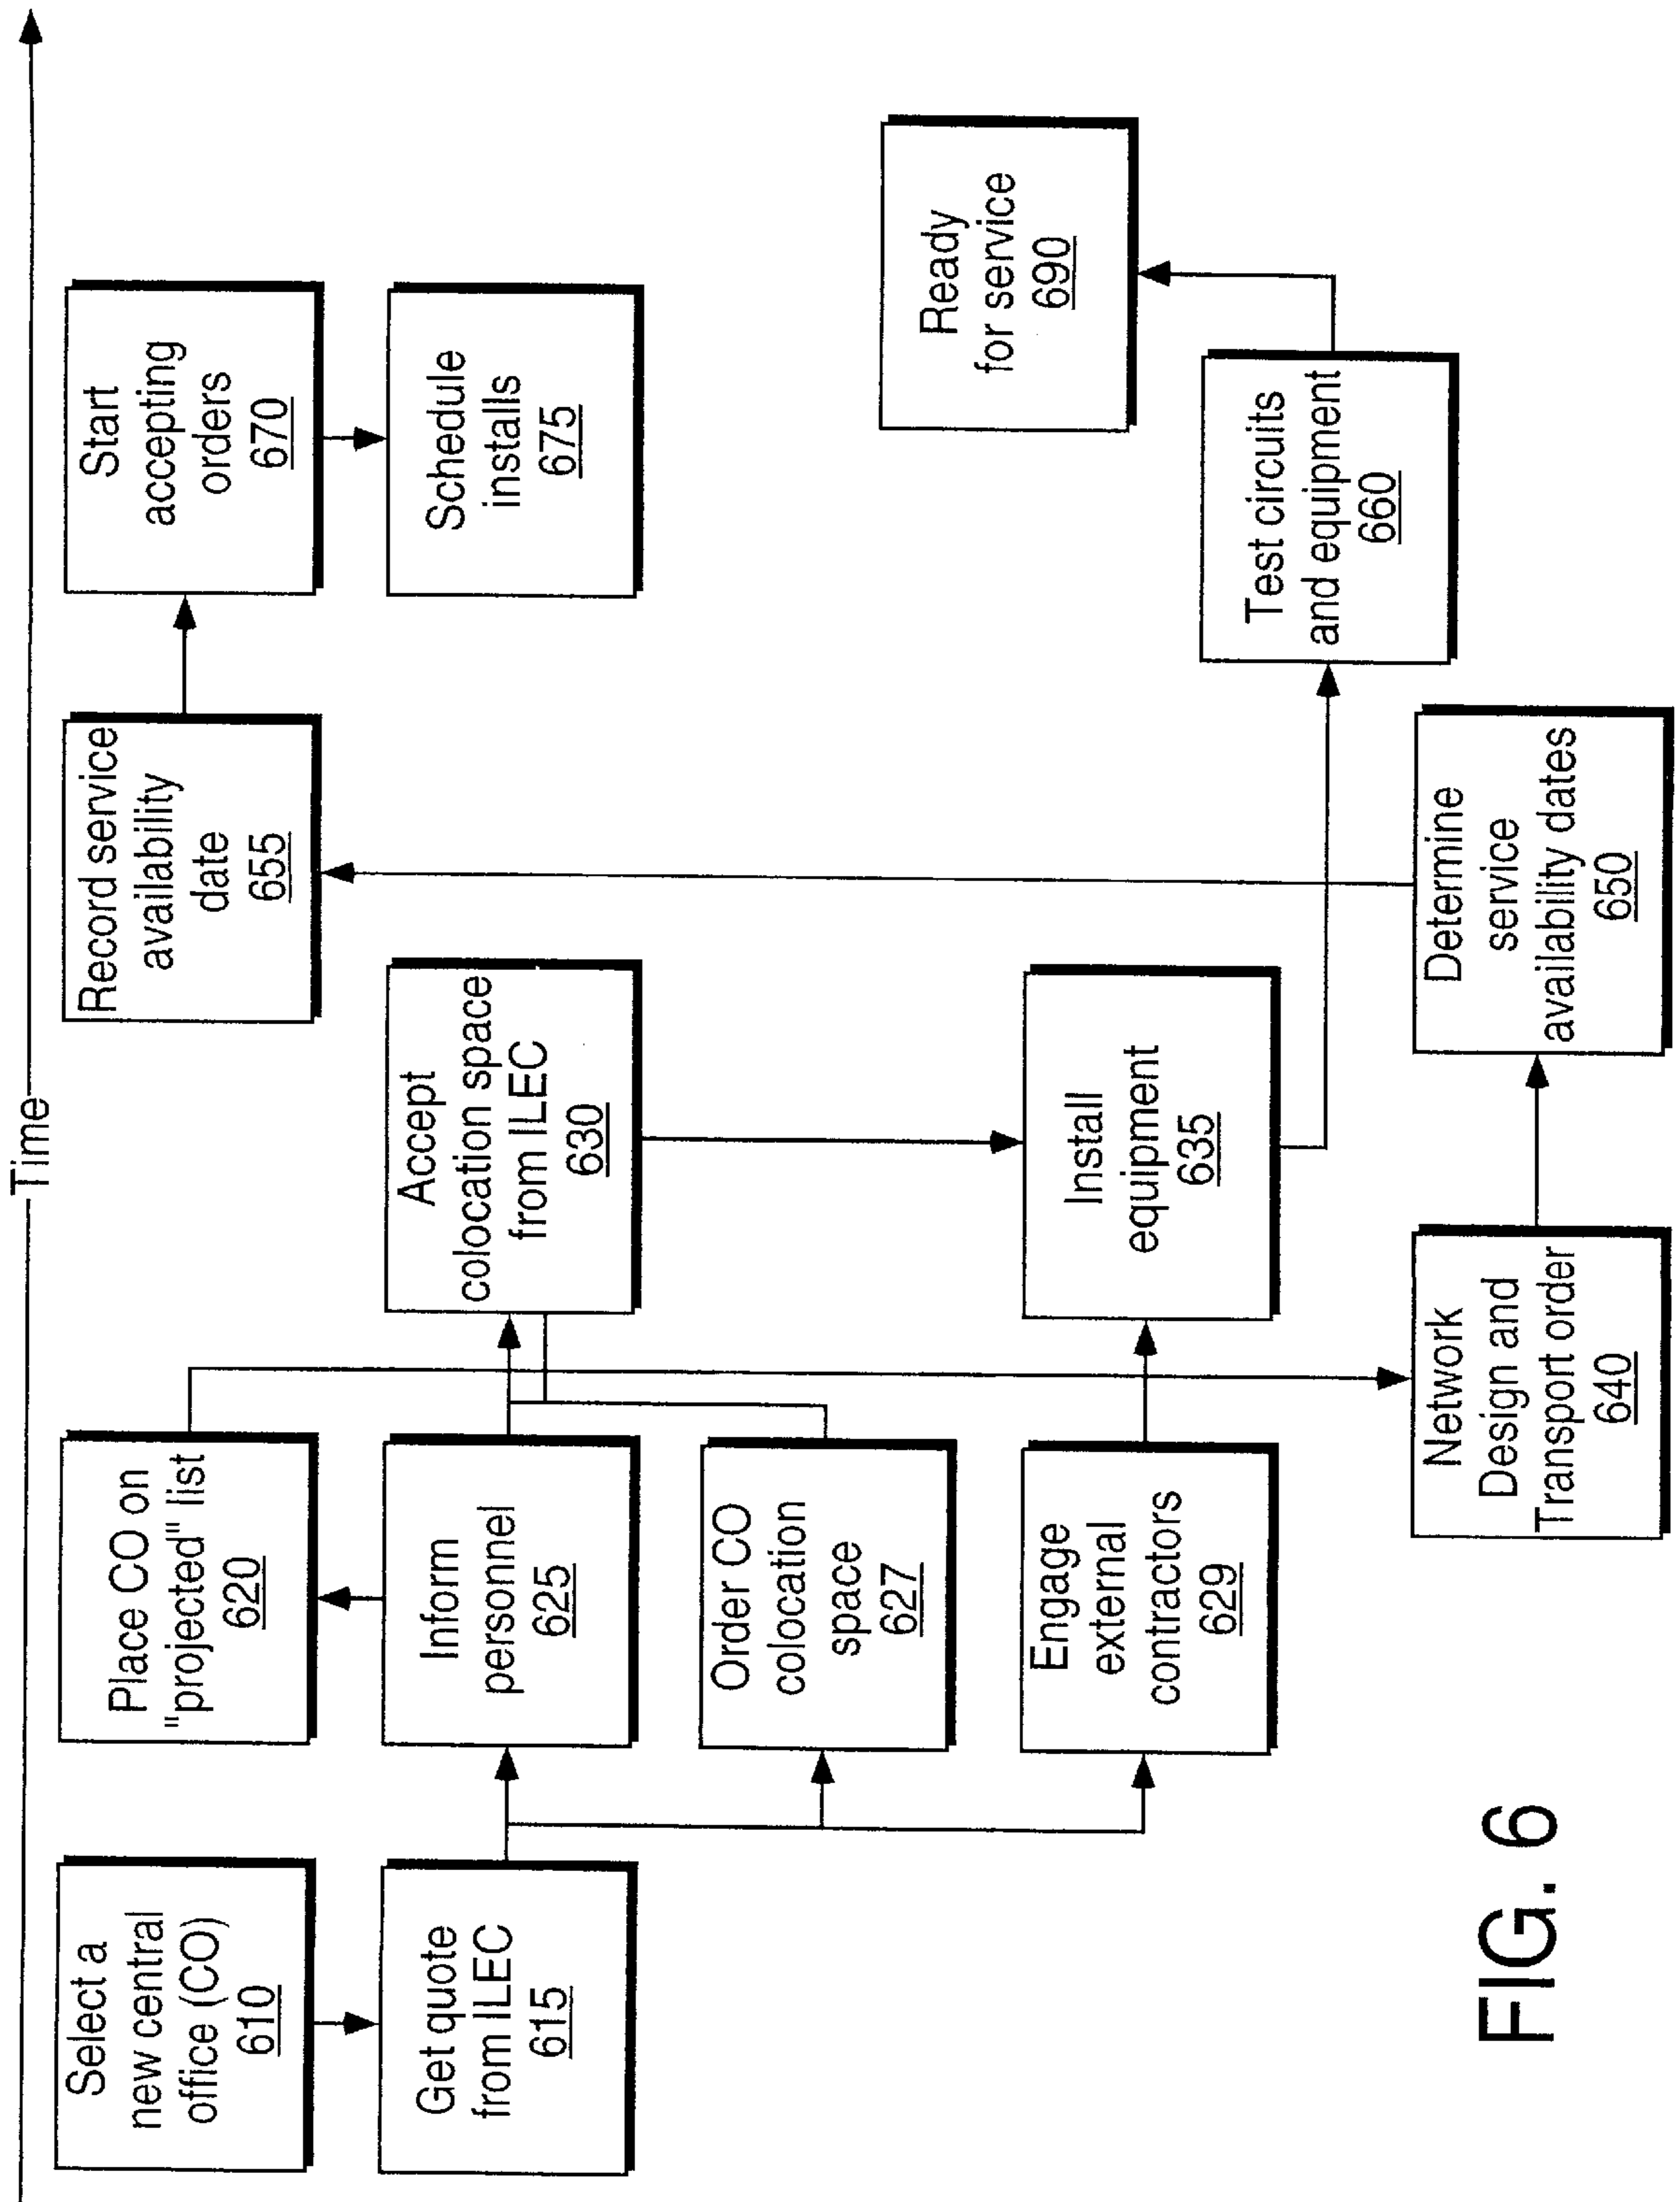 Time
Select a
new central
office (CO)
610
Get quote
from ILEC
615
Place CO on
"projected" list
620
Inform
personnel
625
Order CO
colocation
space
627
Engage
external
contractors
629
Accept
colocation space
from ILEC
630
Install
equipment
635
Network
Design and
Transport order
640
Record service
availability
date
655
Determine
service
availability dates
650
Start
accepting
orders
670
Schedule
installs
675
Test circuits
and equipment
660
Ready
for service
690
FIG. 6